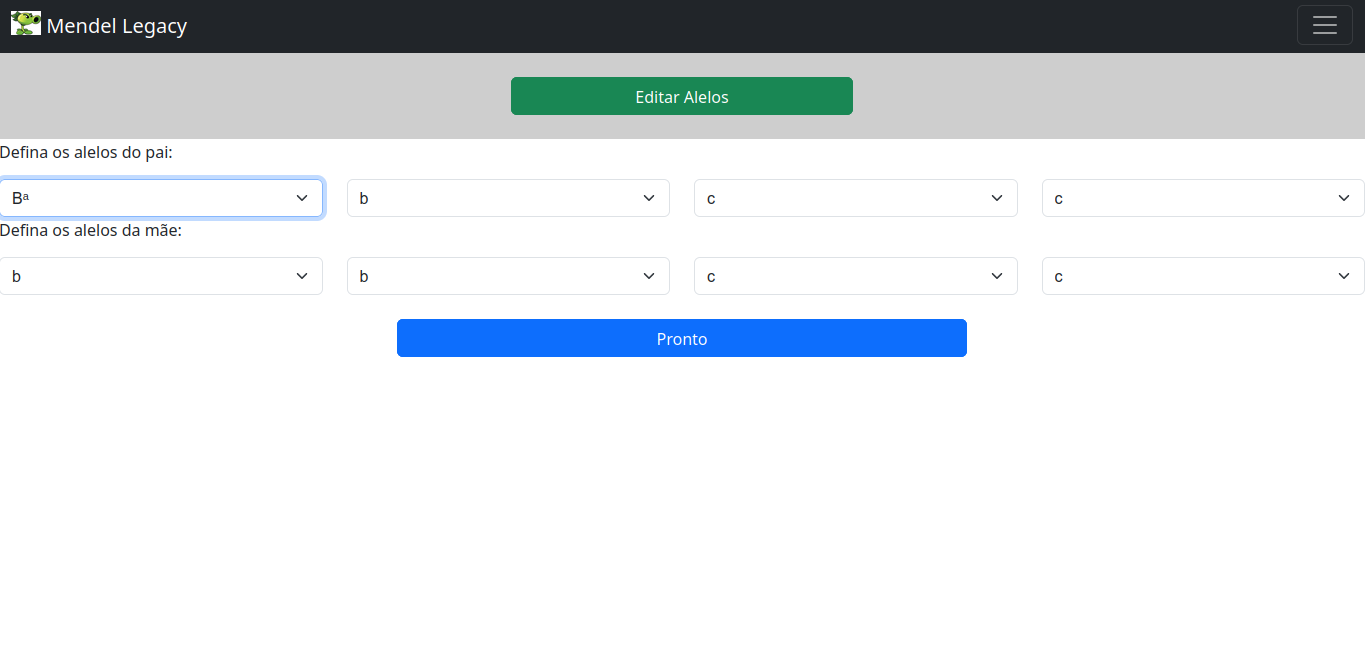 Mendel Legacy
Editar Alelos
Defina os alelos do pai:
Bª b c c
Defina os alelos da mãe:
b b c c
Pronto